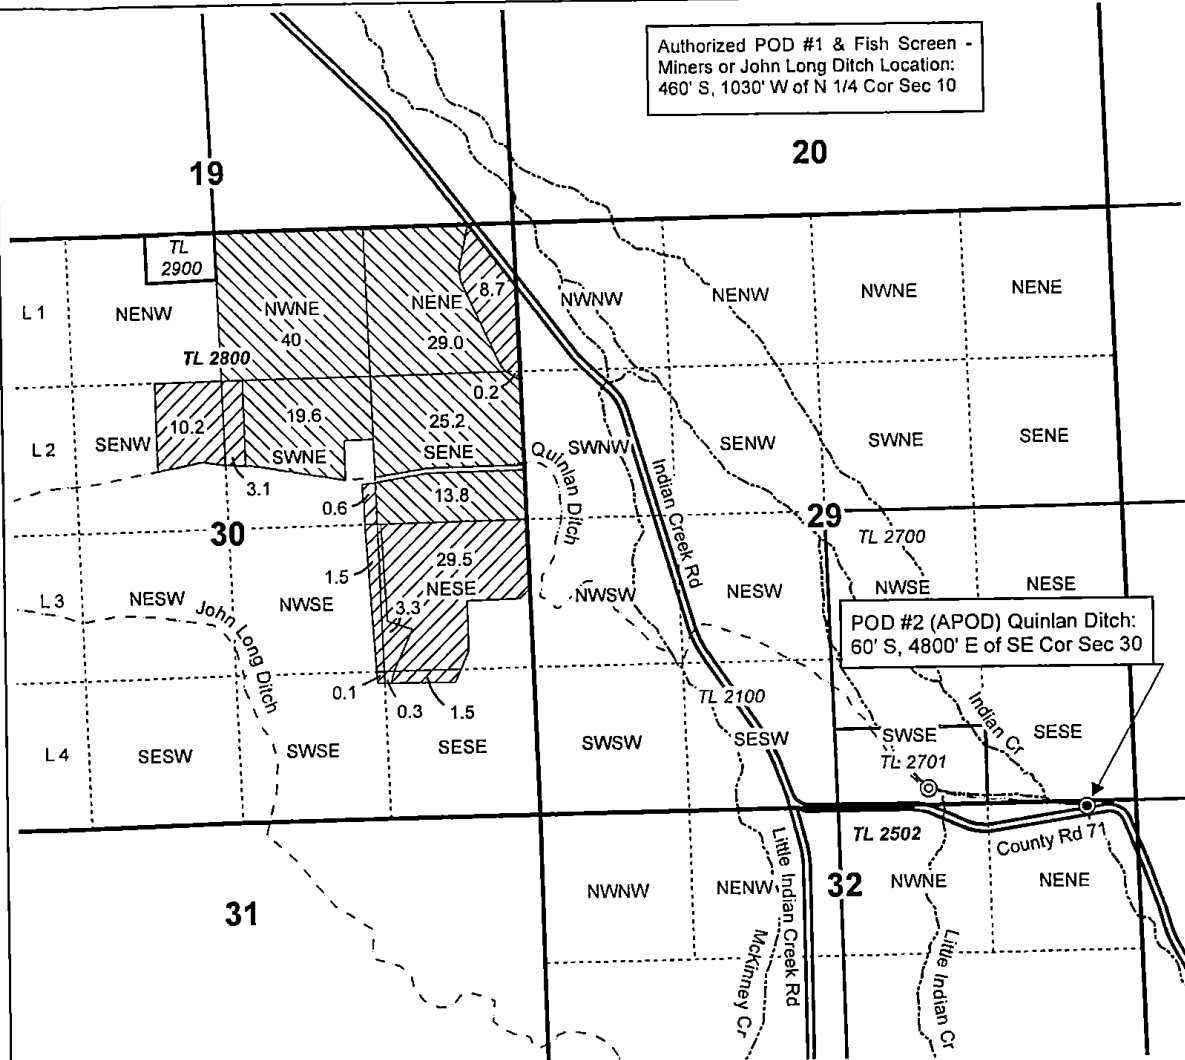 Authorized POD #1 & Fish Screen -
Miners or John Long Ditch Location:
460' S, 1030' W of N 1/4 Cor Sec 10
19
20
TL
2900
L 1
NENW
NWNE
40
NENE
29.0
8.7
NWNW
NENW
NWNE
NENE
TL 2800
0.2
L 2
SENW
10.2
19.6
SWNE
25.2
SENE
SWNW
SENW
SWNE
SENE
3.1
0.6
13.8
Quinlan Ditch
Indian Creek Rd
30
29
TL 2700
1.5
29.5
NESE
L 3
NESW
NWSE
3.3
NWSW
NESW
NWSE
NESE
John Long Ditch
POD #2 (APOD) Quinlan Ditch:
60' S, 4800' E of SE Cor Sec 30
0.1
0.3
1.5
TL 2100
Indian Cr
L 4
SESW
SWSE
SESE
SWSW
SESW
SWSE
SESE
TL 2701
TL 2502
County Rd 71
31
NWNW
NENW
32
NWNE
NENE
Little Indian Creek Rd
McKinney Cr
Little Indian Cr